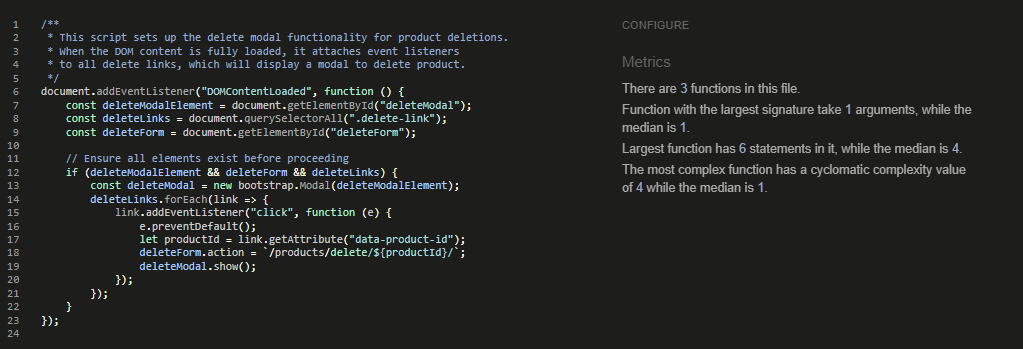 1 /**
2  * This script sets up the delete modal functionality for product deletions.
3  * When the DOM content is fully loaded, it attaches event listeners
4  * to all delete links, which will display a modal to delete product.
5  */
6 document.addEventListener("DOMContentLoaded", function () {
7     const deleteModalElement = document.getElementById("deleteModal");
8     const deleteLinks = document.querySelectorAll(".delete-link");
9     const deleteForm = document.getElementById("deleteForm");
10
11     // Ensure all elements exist before proceeding
12     if (deleteModalElement && deleteForm && deleteLinks) {
13         const deleteModal = new bootstrap.Modal(deleteModalElement);
14         deleteLinks.forEach(link => {
15             link.addEventListener("click", function (e) {
16                 e.preventDefault();
17                 let productId = link.getAttribute("data-product-id");
18                 deleteForm.action = `/products/delete/${productId}/`;
19                 deleteModal.show();
20             });
21         });
22     }
23 });
24
CONFIGURE
Metrics
There are 3 functions in this file.
Function with the largest signature take 1 arguments, while the
median is 1.
Largest function has 6 statements in it, while the median is 4.
The most complex function has a cyclomatic complexity value
of 4 while the median is 1.